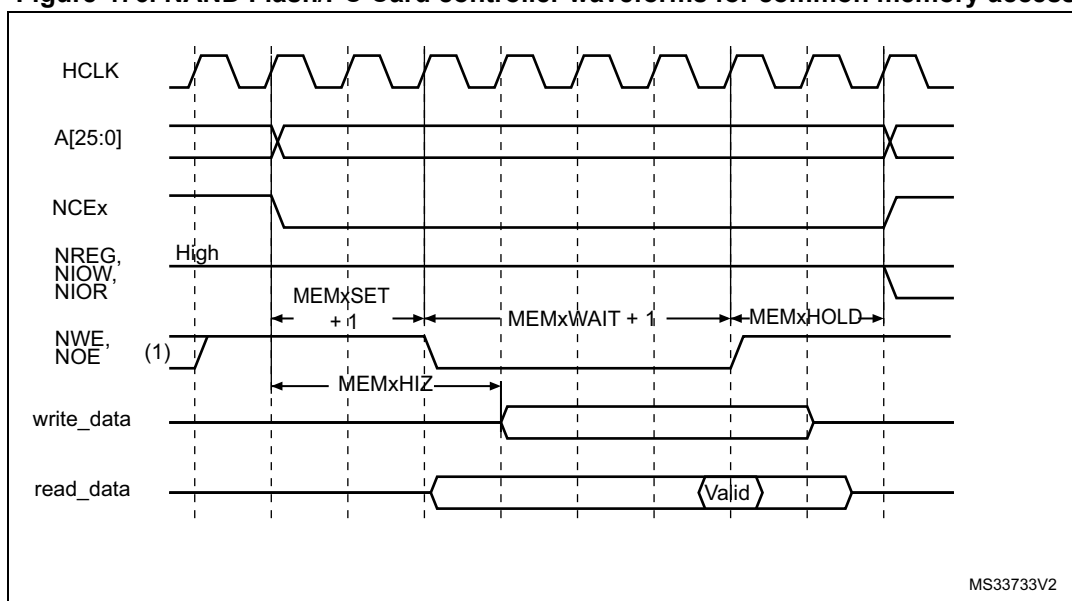 HCLK
A[25:0]
NCEx
NREG,
NIOW,
NIOR
High
MEMxSET
+ 1
MEMxWAIT + 1
MEMxHOLD
NWE,
NOE
(1)
MEMxHIZ
write_data
read_data
Valid
MS33733V2